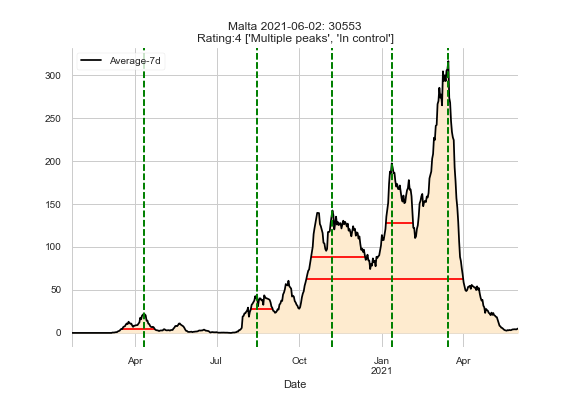 Malta 2021-06-02: 30553
Rating:4 ['Multiple peaks', 'In control']
Average-7d
300
250
200
150
100
50
0
Apr
Jul
Oct
Jan
2021
Apr
Date